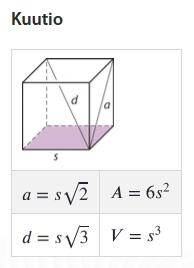 Kuutio
d
a
s
a = s√2 A = 6s²
d = s√3 V = s³